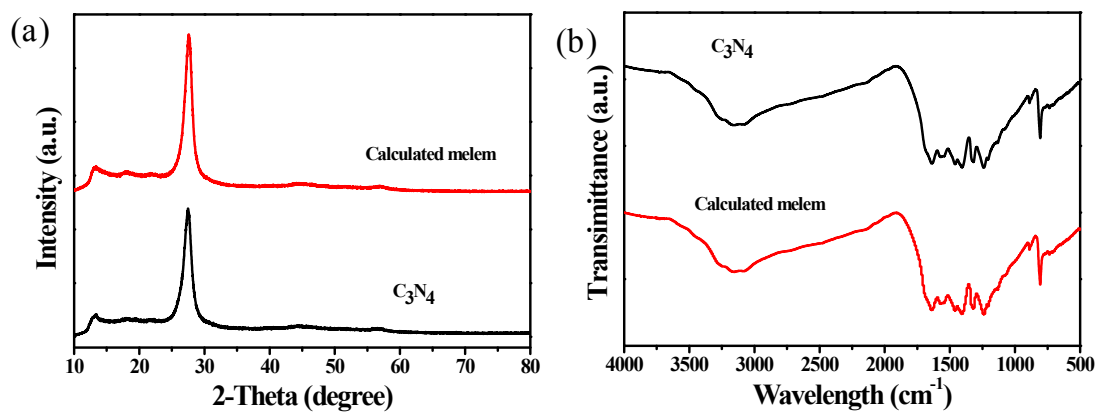 (a)
Intensity (a.u.)
Calculated melem
C₃N₄
10 20 30 40 50 60 70 80
2-Theta (degree)
(b)
Transimittance (a.u.)
C₃N₄
Calculated melem
4000 3500 3000 2500 2000 1500 1000 500
Wavelength (cm⁻¹)